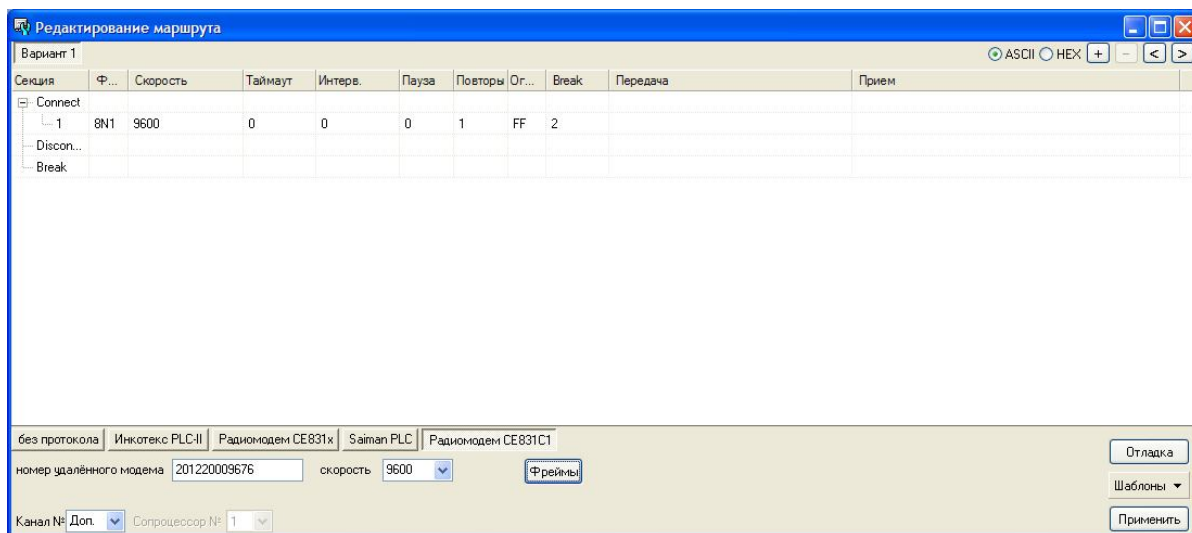 Редактирование маршрута
Вариант 1 ASCII HEX + - < >
Секция Ф... Скорость Таймаут Интерв. Пауза Повторы Ог... Break Передача Прием
Connect
1 8N1 9600 0 0 0 1 FF 2
Discon...
Break
без протокола Инкотекс PLC-II Радиомодем CE831x Saiman PLC Радиомодем CE831C1
Отладка
номер удалённого модема 201220009676 скорость 9600 Фреймы
Шаблоны
Канал № Доп. Сопроцессор № 1 Применить